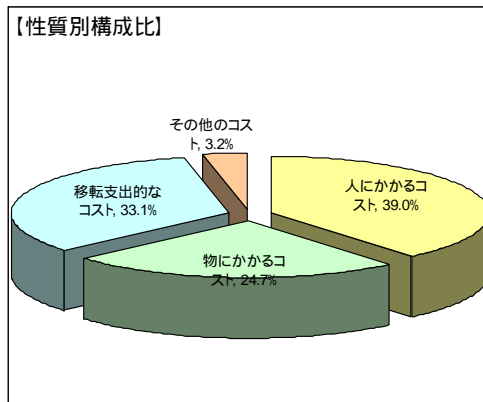 【性質別構成比】
その他のコス
ト, 3.2%
人にかかるコ
スト, 39.0%
移転支出的な
コスト, 33.1%
物にかかるコ
スト, 24.7%